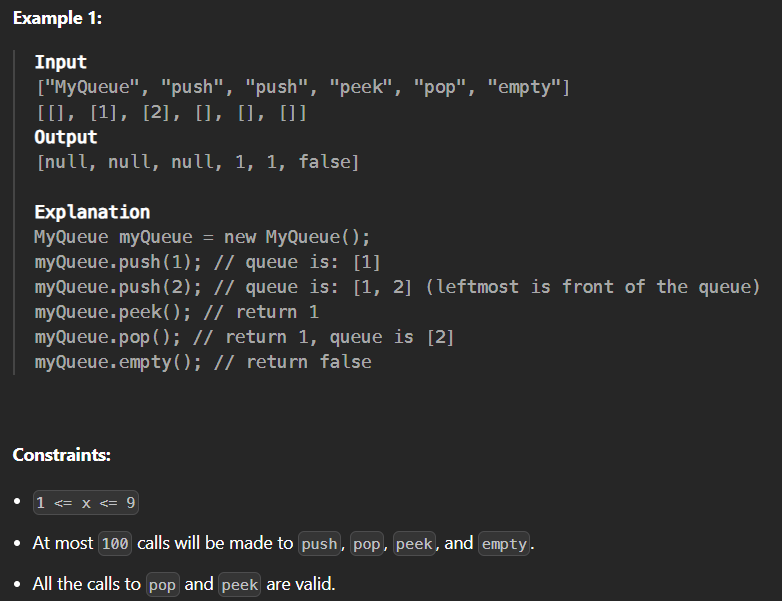 Example 1:
Input
["MyQueue", "push", "push", "peek", "pop", "empty"]
[[], [1], [2], [], [], []]
Output
[null, null, null, 1, 1, false]
Explanation
MyQueue myQueue = new MyQueue();
myQueue.push(1); // queue is: [1]
myQueue.push(2); // queue is: [1, 2] (leftmost is front of the queue)
myQueue.peek(); // return 1
myQueue.pop(); // return 1, queue is [2]
myQueue.empty(); // return false
Constraints:
• 1 <= x <= 9
• At most 100 calls will be made to push, pop, peek, and empty.
• All the calls to pop and peek are valid.